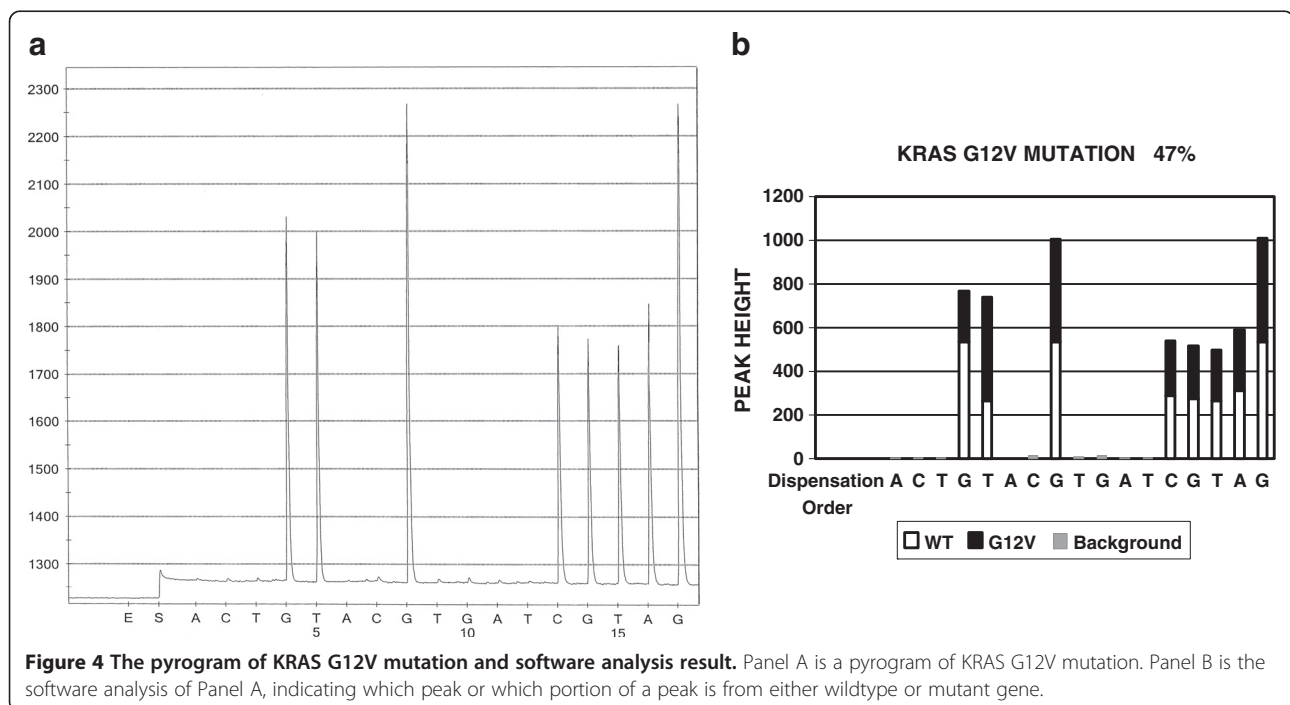 a
2300
2200
2100
2000
1900
1800
1700
1600
1500
1400
1300
E S A C T G T A C G T G A T C G T A G
5 10 15
b
KRAS G12V MUTATION 47%
PEAK HEIGHT
1200
1000
800
600
400
200
0
Dispensation A C T G T A C G T G A T C G T A G
Order
WT G12V Background
Figure 4 The pyrogram of KRAS G12V mutation and software analysis result. Panel A is a pyrogram of KRAS G12V mutation. Panel B is the
software analysis of Panel A, indicating which peak or which portion of a peak is from either wildtype or mutant gene.